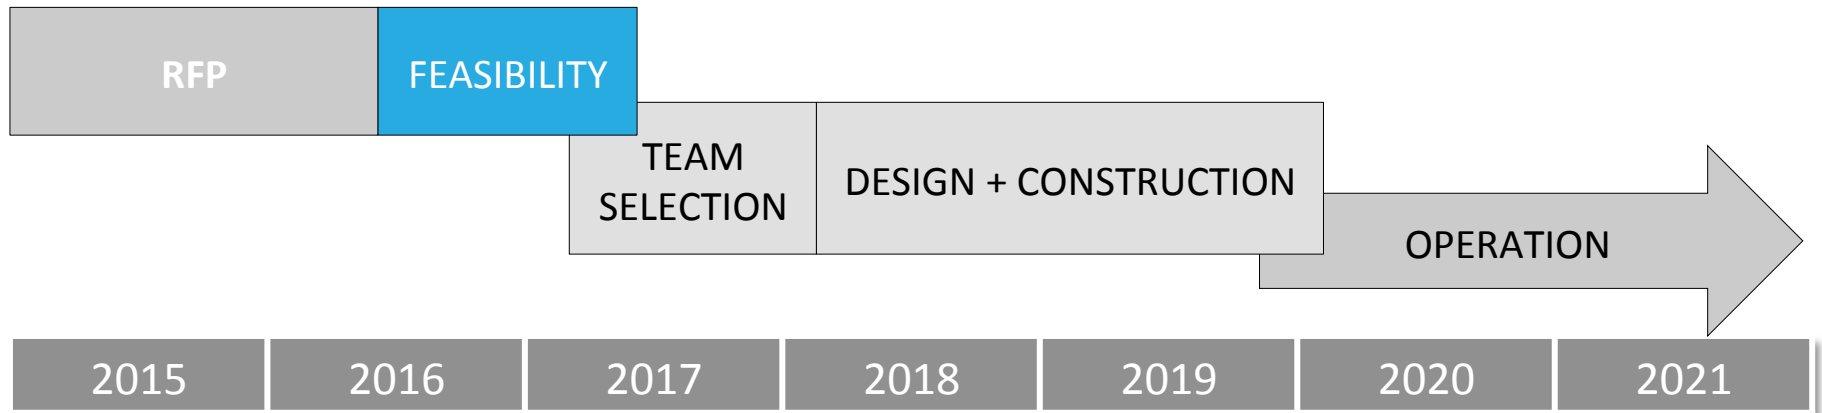 RFP
FEASIBILITY
TEAM
SELECTION
DESIGN + CONSTRUCTION
OPERATION
2015
2016
2017
2018
2019
2020
2021